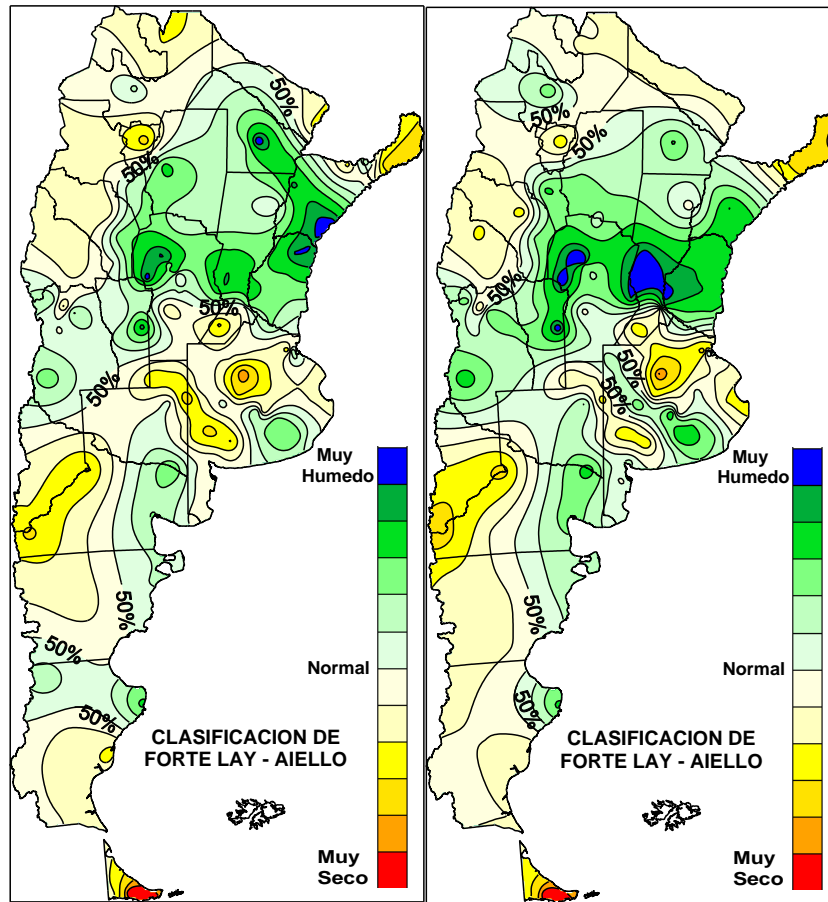 50%
50%
50%
50%
50%
50%
50%
Muy
Humedo
Normal
CLASIFICACION DE
FORTE LAY - AIELLO
Muy
Seco
50%
50%
50%
50%
50%
50%
50%
Muy
Humedo
Normal
CLASIFICACION DE
FORTE LAY - AIELLO
Muy
Seco